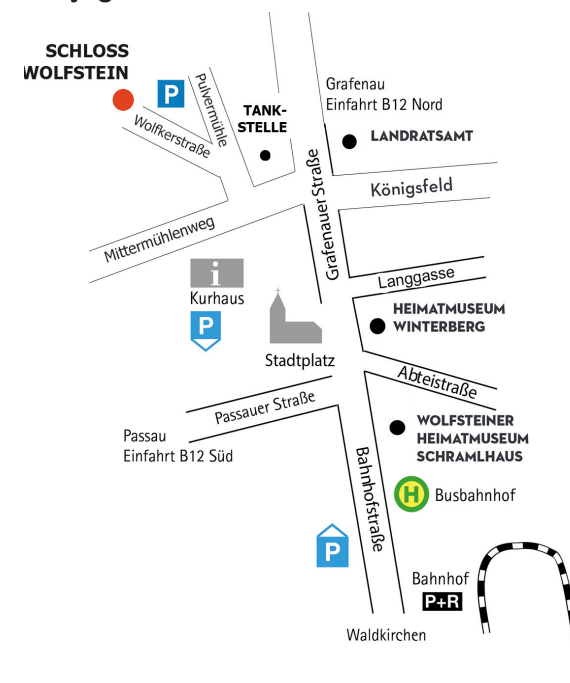 SCHLOSS
WOLFSTEIN
P
Pulvermühle
Wolfkerstraße
TANK-
STELLE
Grafenau
Einfahrt B12 Nord
LANDRATSAMT
Königsfeld
Grafenauer Straße
Mittermühlenweg
i
Kurhaus
P
Langgasse
HEIMATMUSEUM
WINTERBERG
Stadtplatz
Abteistraße
Passauer Straße
Passau
Einfahrt B12 Süd
WOLFSTEINER
HEIMATMUSEUM
SCHRAMLHAUS
Bahnhofstraße
H
Busbahnhof
P
Bahnhof
P+R
Waldkirchen